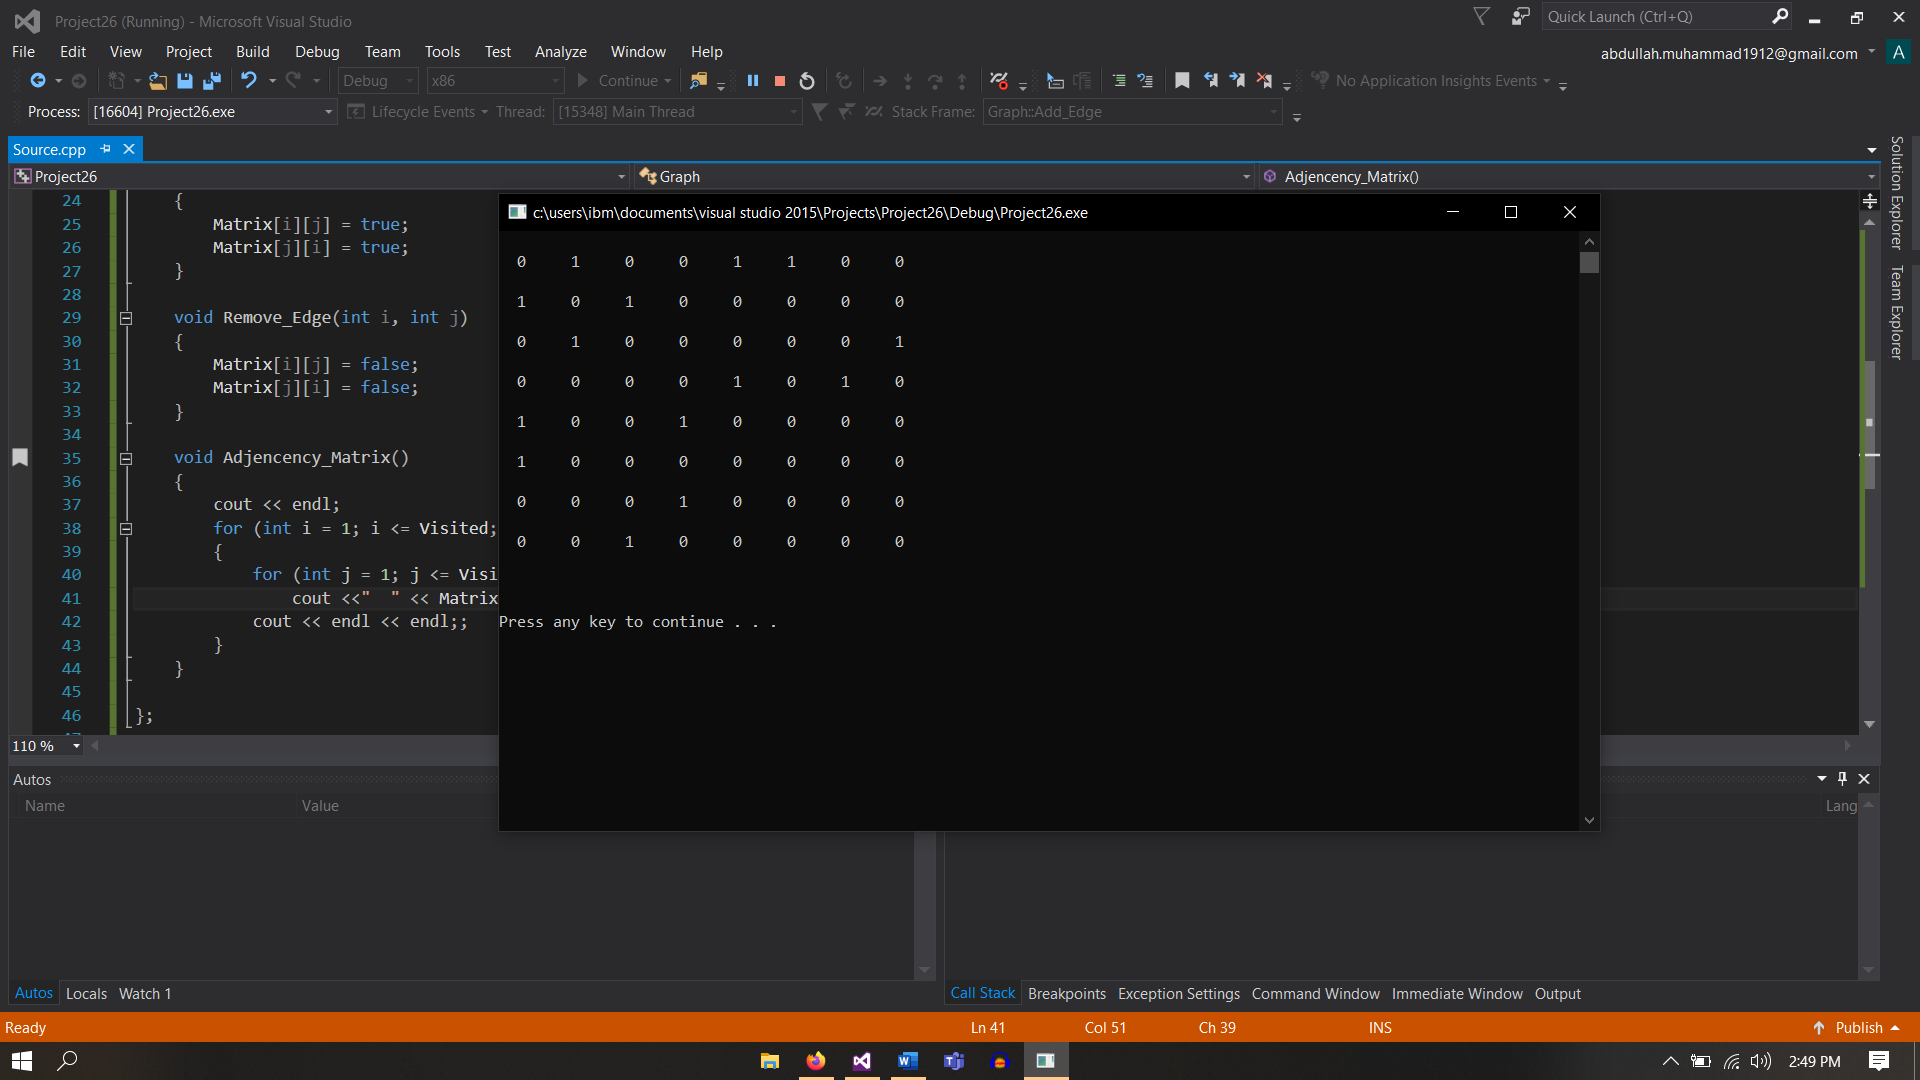 Project26 (Running) - Microsoft Visual Studio
Quick Launch (Ctrl+Q)
File Edit View Project Build Debug Team Tools Test Analyze Window Help
abdullah.muhammad1912@gmail.com A
Debug x86 Continue No Application Insights Events
Process: [16604] Project26.exe Lifecycle Events Thread: [15348] Main Thread Stack Frame: Graph::Add_Edge
Source.cpp
Project26 Graph Adjencency_Matrix()
24 {
25 Matrix[i][j] = true;
26 Matrix[j][i] = true;
27 }
28
29 void Remove_Edge(int i, int j)
30 {
31 Matrix[i][j] = false;
32 Matrix[j][i] = false;
33 }
34
35 void Adjencency_Matrix()
36 {
37 cout << endl;
38 for (int i = 1; i <= Visited;
39 {
40 for (int j = 1; j <= Visi
41 cout <<"  " << Matrix
42 cout << endl << endl;;
43 }
44 }
45
46 };
c:\users\ibm\documents\visual studio 2015\Projects\Project26\Debug\Project26.exe
0 1 0 0 1 1 0 0
1 0 1 0 0 0 0 0
0 1 0 0 0 0 0 1
0 0 0 0 1 0 1 0
1 0 0 1 0 0 0 0
1 0 0 0 0 0 0 0
0 0 0 1 0 0 0 0
0 0 1 0 0 0 0 0
Press any key to continue . . .
Solution Explorer
Team Explorer
110 %
Autos
Name Value
Lang
Autos Locals Watch 1
Call Stack Breakpoints Exception Settings Command Window Immediate Window Output
Ready Ln 41 Col 51 Ch 39 INS Publish
2:49 PM